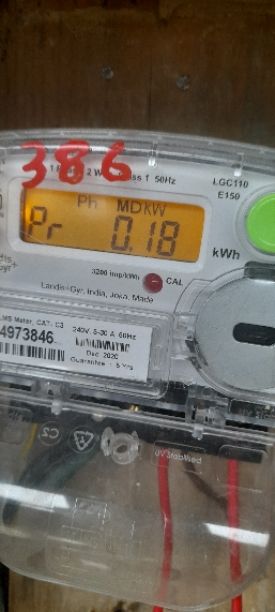 386
LGC110
E150
Ph MDkW
Pr 0.18
kWh
3200 imp/kWh CAL
Landis+Gyr, India, Joka, Made
LMS Meter, CAT. C3
4973846
240V, 5-30 A, 50Hz
Dec 2020
Guarantee : 5 Yrs